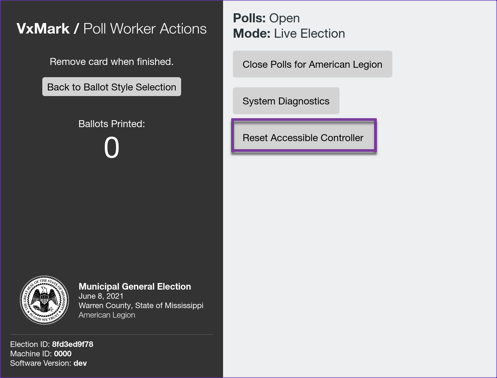 VxMark / Poll Worker Actions
Remove card when finished.
Back to Ballot Style Selection
Ballots Printed:
0
Municipal General Election
June 8, 2021
Warren County, State of Mississippi
American Legion
Election ID: 8fd3ed9f78
Machine ID: 0000
Software Version: dev
Polls: Open
Mode: Live Election
Close Polls for American Legion
System Diagnostics
Reset Accessible Controller